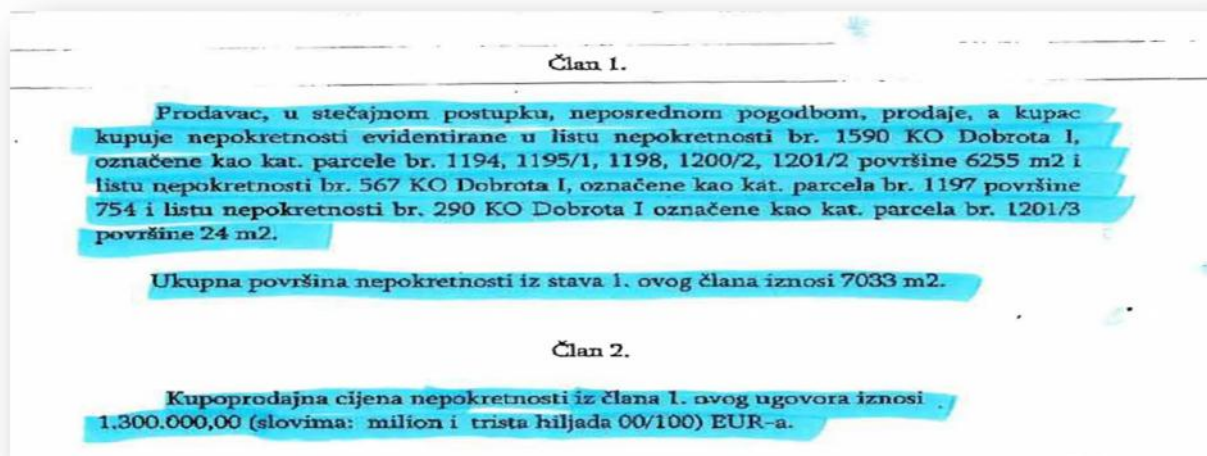 Član 1.
Prodavac, u stečajnom postupku, neposrednom pogodbom, prodaje, a kupac
kupuje nepokretnosti evidentirane u listu nepokretnosti br. 1590 KO Dobrota I,
označene kao kat. parcele br. 1194, 1195/1, 1198, 1200/2, 1201/2 površine 6255 m2 i
listu nepokretnosti br. 567 KO Dobrota I, označene kao kat. parcela br. 1197 površine
754 i listu nepokretnosti br. 290 KO Dobrota I označene kao kat. parcela br. 1201/3
površine 24 m2.
Ukupna površina nepokretnosti iz stava 1. ovog člana iznosi 7033 m2.
Član 2.
Kupoprodajna cijena nepokretnosti iz člana 1. ovog ugovora iznosi
1.300.000,00 (slovima: milion i trista hiljada 00/100) EUR-a.